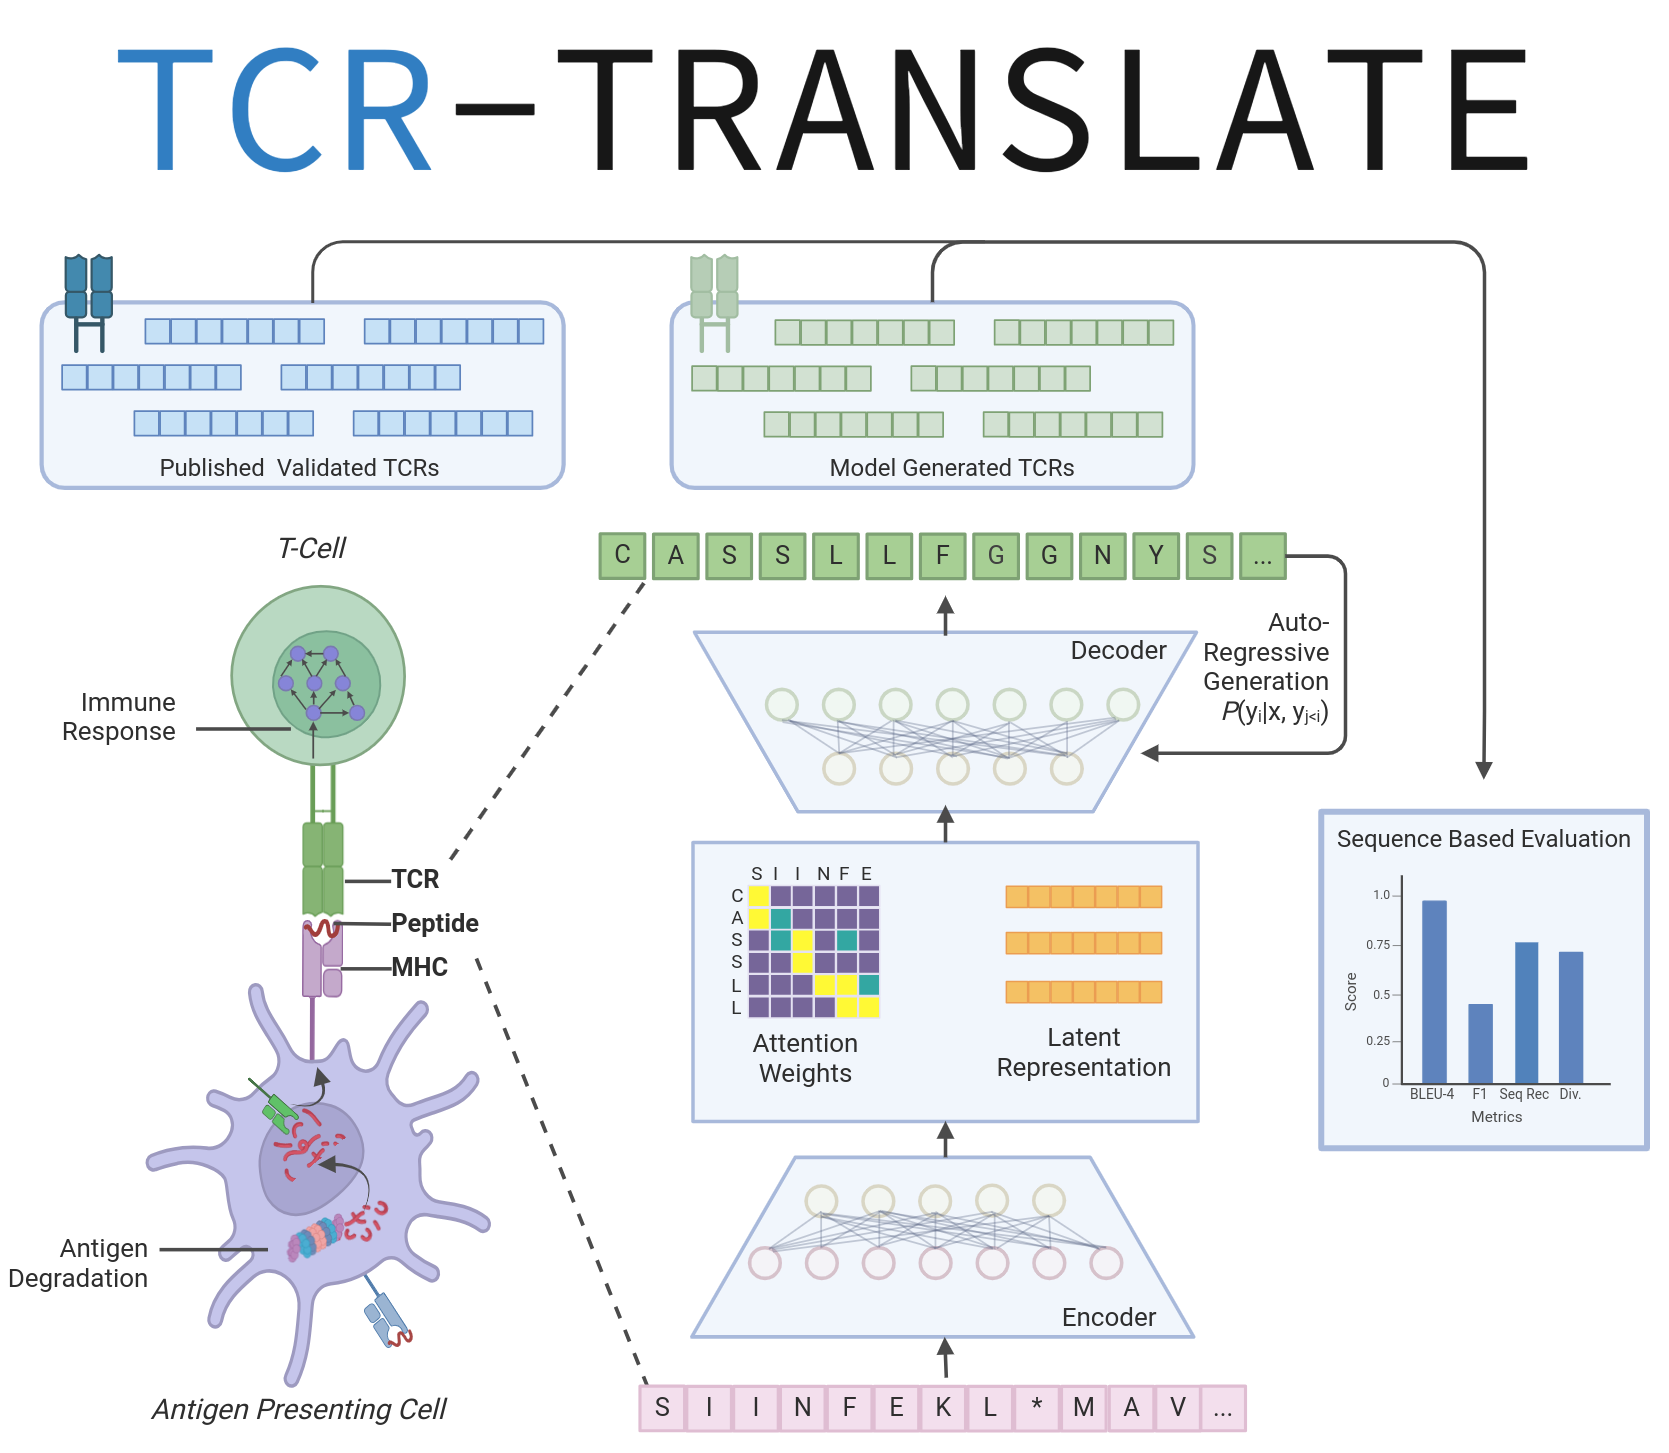 TCR-TRANSLATE
Published Validated TCRs
Model Generated TCRs
T-Cell
C A S S L L F G G N Y S ...
Immune
Response
Decoder
Auto-
Regressive
Generation
P(yᵢ|x, yⱼ<ᵢ)
TCR
Peptide
MHC
S I I N F E
C
A
S
S
L
L
Attention
Weights
Latent
Representation
Sequence Based Evaluation
1.0
0.75
0.5
0.25
0
Score
BLEU-4 F1 Seq Rec Div.
Metrics
Antigen
Degradation
Encoder
Antigen Presenting Cell
S I I N F E K L * M A V ...